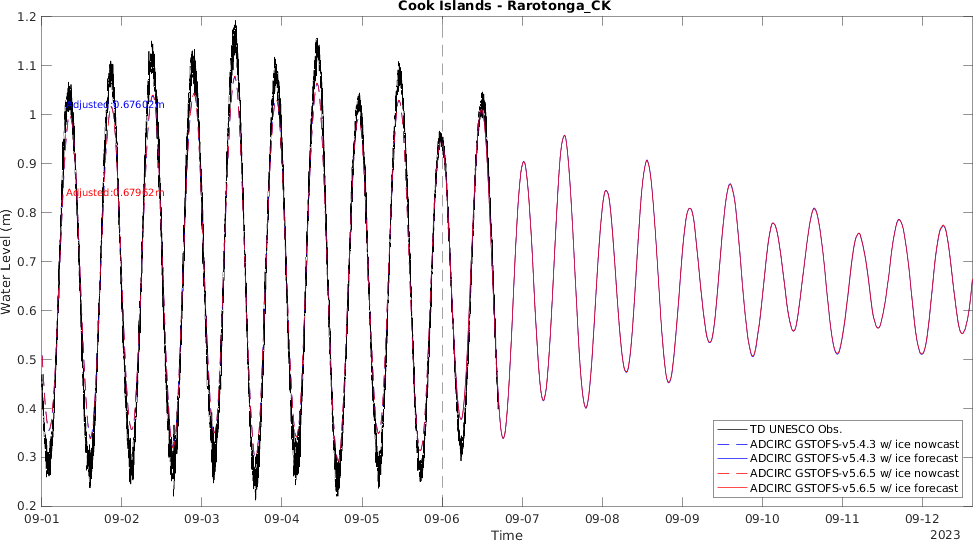 Cook Islands - Rarotonga_CK
1.2
1.1
1
0.9
0.8
0.7
0.6
0.5
0.4
0.3
0.2
Water Level (m)
Adjusted:0.67602m
Adjusted:0.67962m
TD UNESCO Obs.
ADCIRC GSTOFS-v5.4.3 w/ ice nowcast
ADCIRC GSTOFS-v5.4.3 w/ ice forecast
ADCIRC GSTOFS-v5.6.5 w/ ice nowcast
ADCIRC GSTOFS-v5.6.5 w/ ice forecast
09-01 09-02 09-03 09-04 09-05 09-06 09-07 09-08 09-09 09-10 09-11 09-12
Time
2023